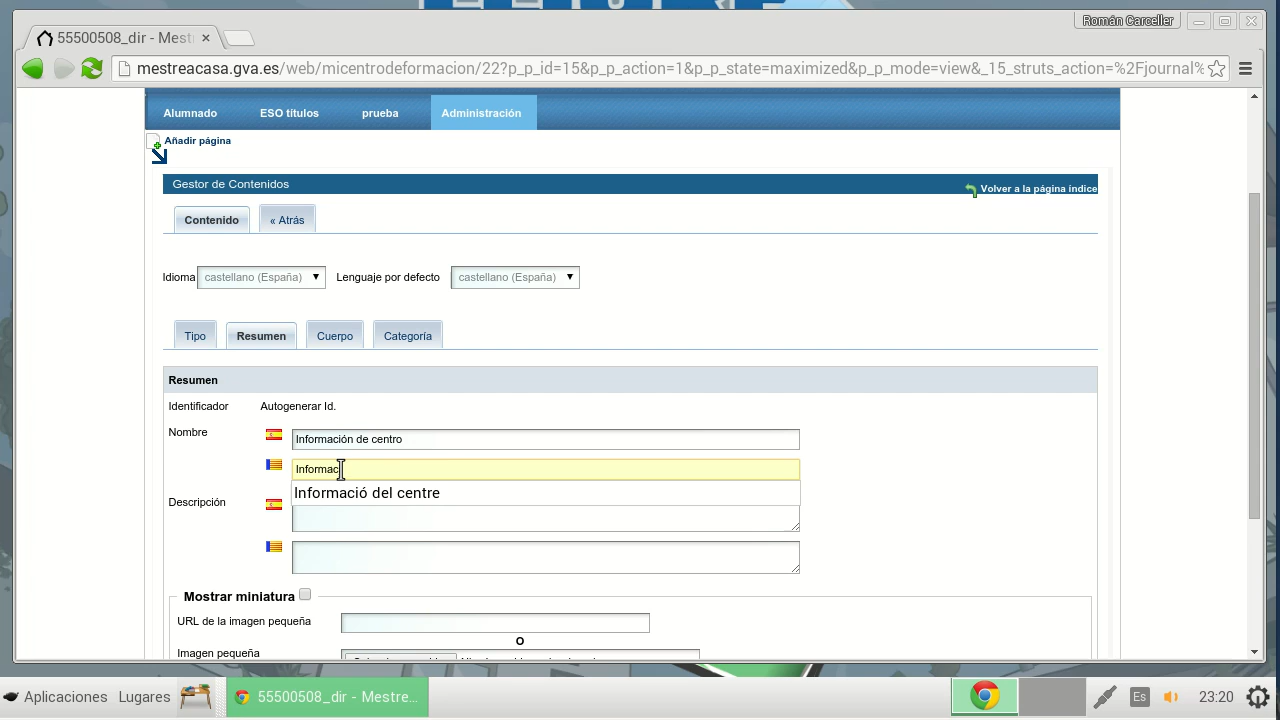 Román Carceller
55500508_dir - Mestr
mestreacasa.gva.es/web/micentrodeformacion/22?p_p_id=15&p_p_action=1&p_p_state=maximized&p_p_mode=view&_15_struts_action=%2Fjournal%
Alumnado ESO títulos prueba Administración
Añadir página
Gestor de Contenidos
Volver a la página índice
Contenido « Atrás
Idioma castellano (España) Lenguaje por defecto castellano (España)
Tipo Resumen Cuerpo Categoría
Resumen
Identificador Autogenerar Id.
Nombre
Información de centro
Informac
Informació del centre
Descripción
Mostrar miniatura
URL de la imagen pequeña
O
Imagen pequeña
Aplicaciones Lugares 55500508_dir - Mestre... Es 23:20